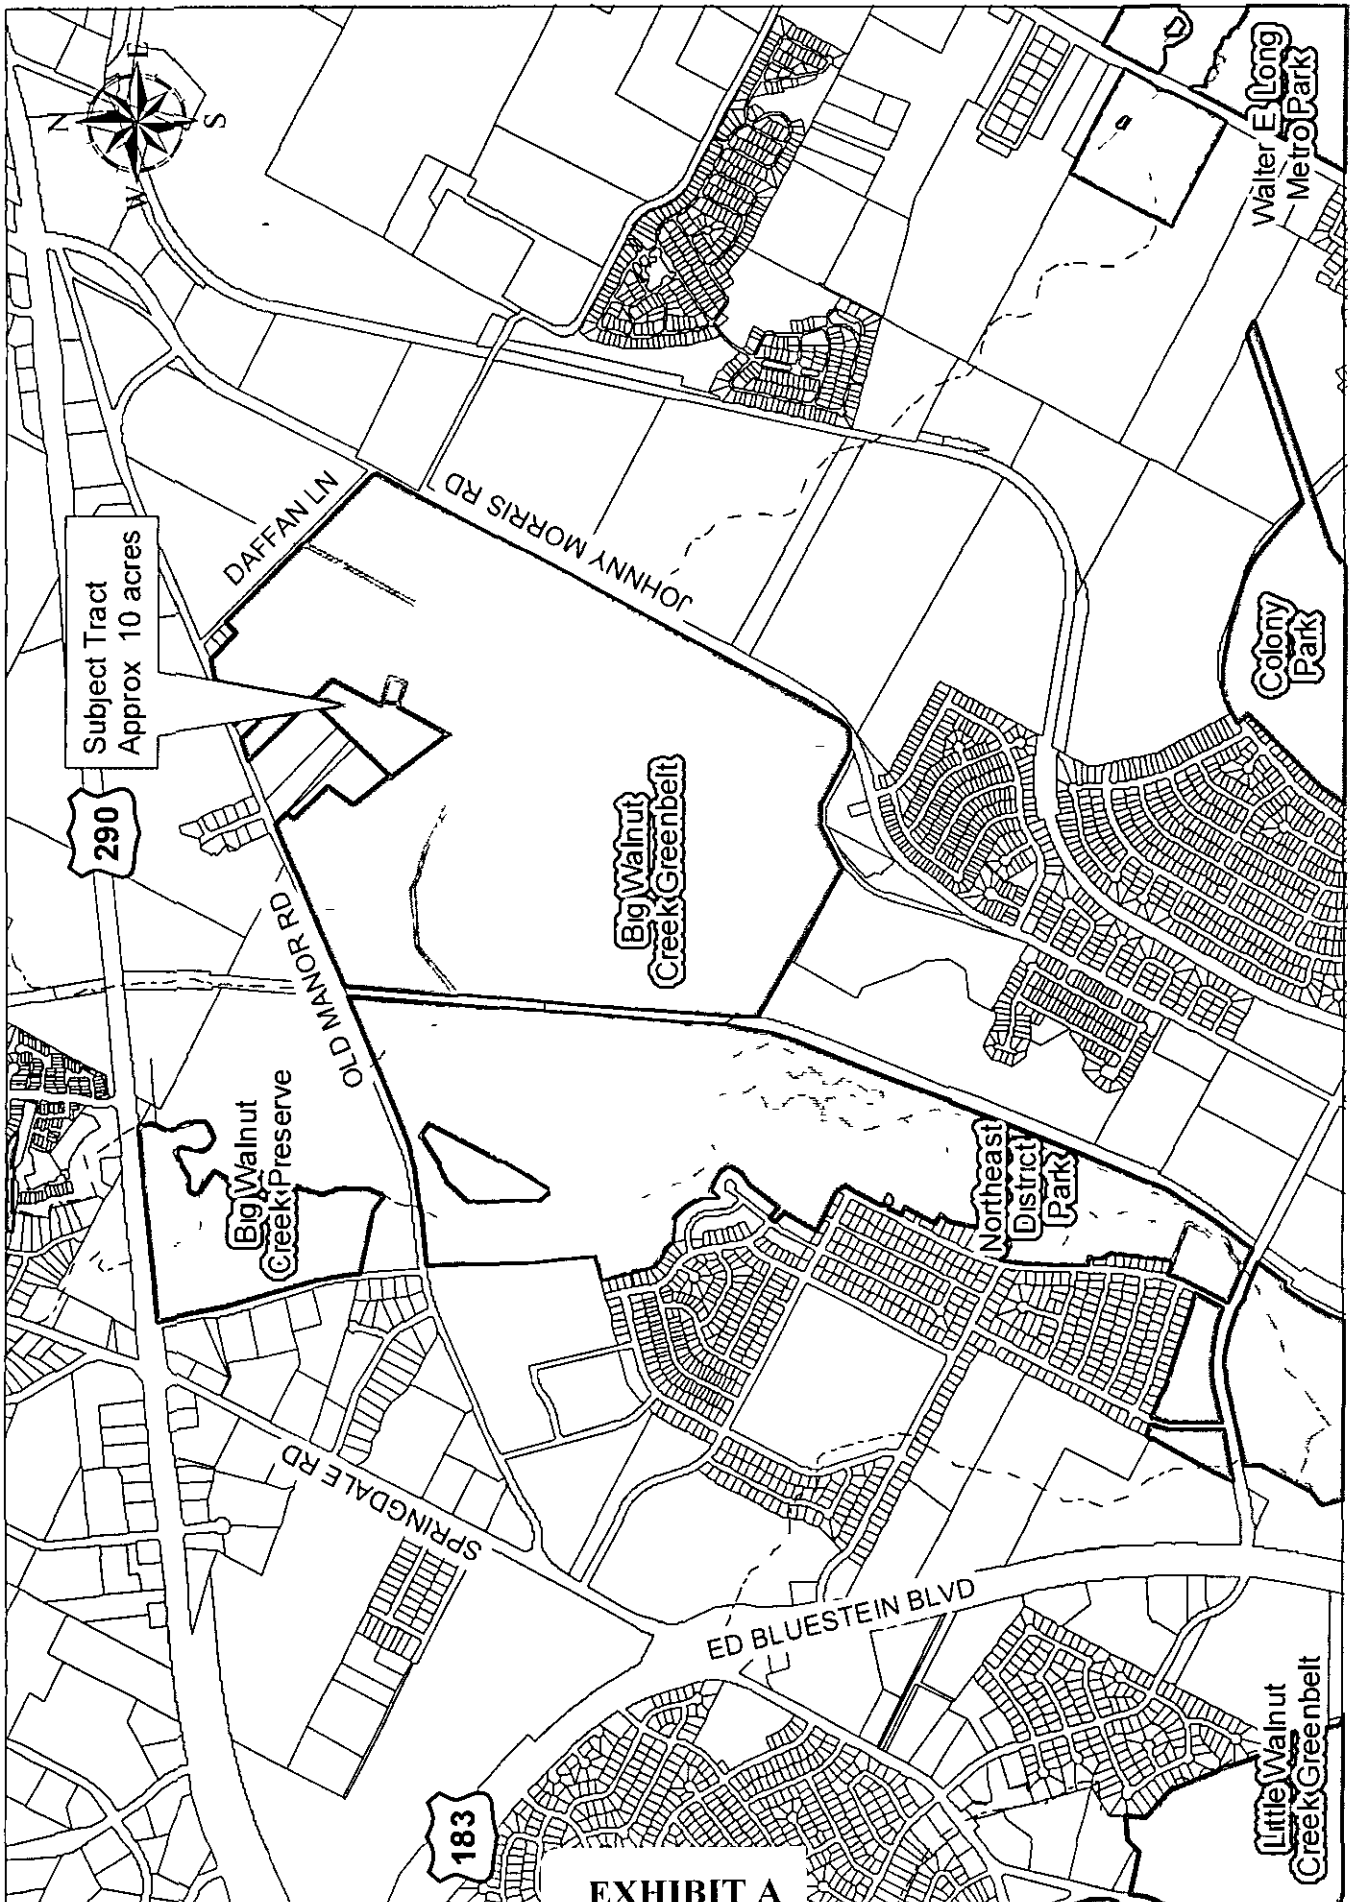 N
E
S
W
Subject Tract
Approx 10 acres
290
DAFFAN LN
JOHNNY MORRIS RD
OLD MANOR RD
Big Walnut
Creek Greenbelt
Big Walnut
Creek Preserve
Walter E Long
Metro Park
Colony
Park
Northeast
District
Park
SPRINGDALE RD
ED BLUESTEIN BLVD
183
Little Walnut
Creek Greenbelt
EXHIBIT A